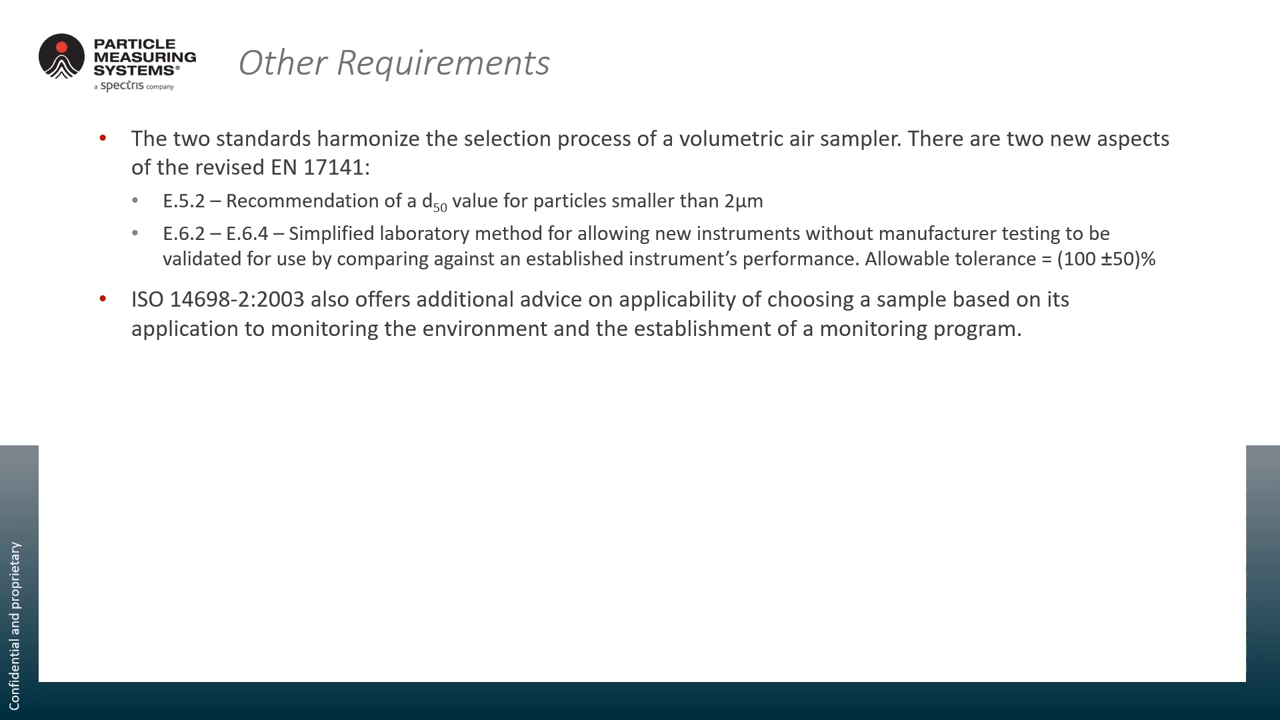 PARTICLE
MEASURING
SYSTEMS®
a spectris company
Other Requirements
• The two standards harmonize the selection process of a volumetric air sampler. There are two new aspects
of the revised EN 17141:
• E.5.2 – Recommendation of a d50 value for particles smaller than 2µm
• E.6.2 – E.6.4 – Simplified laboratory method for allowing new instruments without manufacturer testing to be
validated for use by comparing against an established instrument’s performance. Allowable tolerance = (100 ±50)%
• ISO 14698-2:2003 also offers additional advice on applicability of choosing a sample based on its
application to monitoring the environment and the establishment of a monitoring program.
Confidential and proprietary